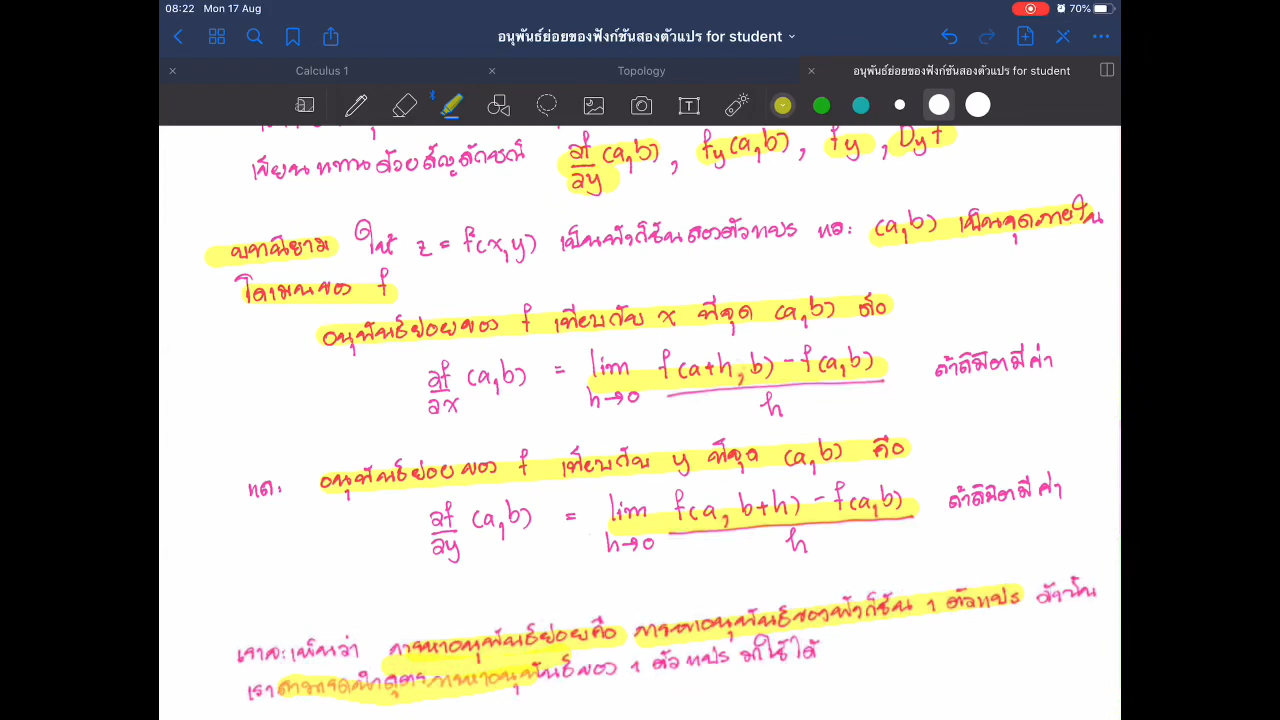 08:22 Mon 17 Aug 70%
อนุพันธ์ย่อยของฟังก์ชันสองตัวแปร for student
Calculus 1 Topology อนุพันธ์ย่อยของฟังก์ชันสองตัวแปร for student
เขียนแทนด้วยสัญลักษณ์ ∂f/∂y (a,b), fy(a,b), fy, Dyf
บทนิยาม ให้ z = f(x,y) เป็นฟังก์ชันสองตัวแปร และ (a,b) เป็นจุดภายใน
โดเมนของ f
อนุพันธ์ย่อยของ f เทียบกับ x ที่จุด (a,b) คือ
∂f/∂x (a,b) = lim h→0 f(a+h,b) - f(a,b) / h ถ้าลิมิตมีค่า
และ อนุพันธ์ย่อยของ f เทียบกับ y ที่จุด (a,b) คือ
∂f/∂y (a,b) = lim h→0 f(a,b+h) - f(a,b) / h ถ้าลิมิตมีค่า
เราจะเห็นว่า การหาอนุพันธ์ย่อยคือ การหาอนุพันธ์ของฟังก์ชัน 1 ตัวแปร ดังนั้น
เราสามารถนำสูตรการหาอนุพันธ์ของ 1 ตัวแปร มาใช้ได้